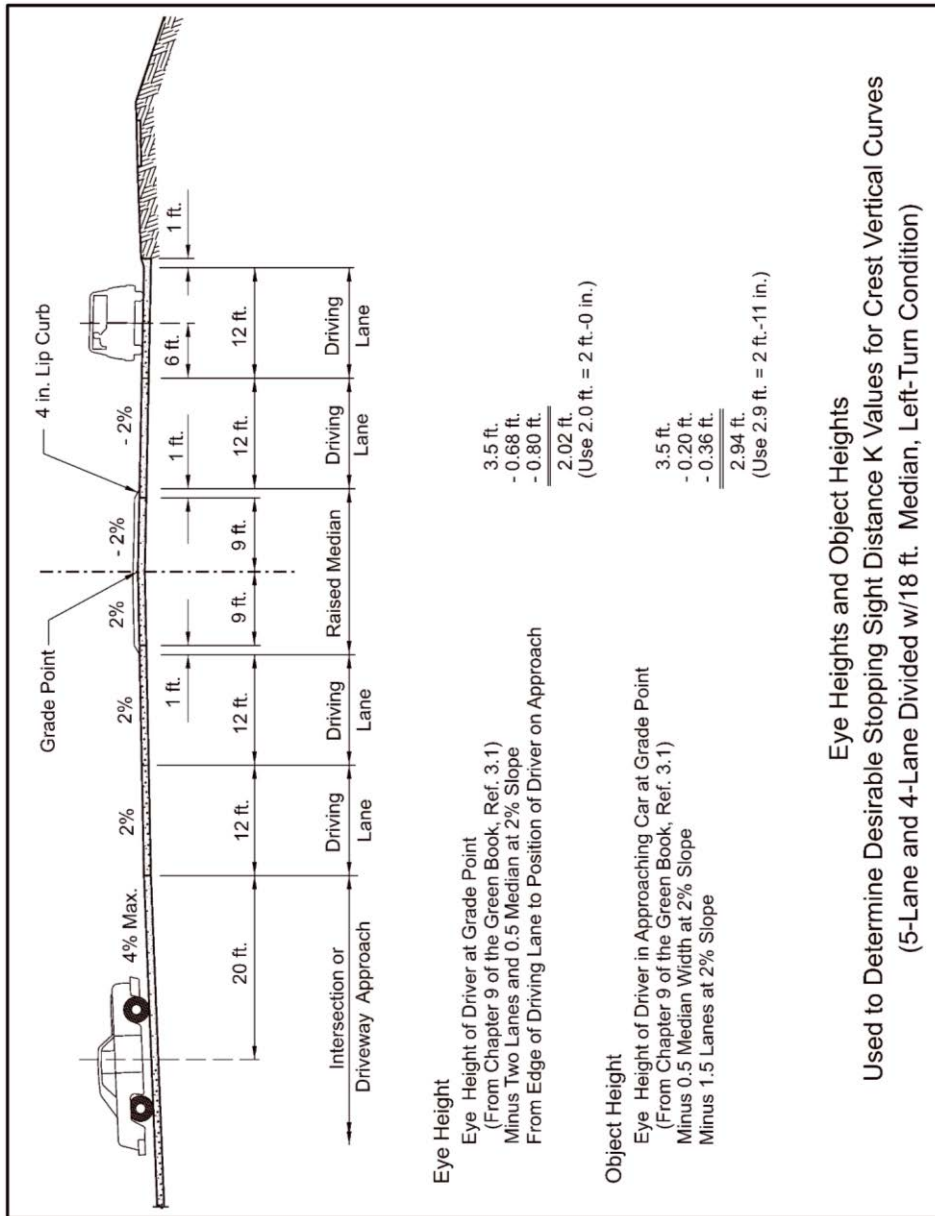 Grade Point
4 in. Lip Curb
4% Max.
2%
2%
2%
- 2%
- 2%
1 ft.
1 ft.
6 ft.
1 ft.
20 ft.
12 ft.
12 ft.
9 ft.
9 ft.
12 ft.
12 ft.
Intersection or
Driveway Approach
Driving
Lane
Driving
Lane
Raised Median
Driving
Lane
Driving
Lane
Eye Height
Eye Height of Driver at Grade Point 3.5 ft.
(From Chapter 9 of the Green Book, Ref. 3.1)
Minus Two Lanes and 0.5 Median at 2% Slope - 0.68 ft.
From Edge of Driving Lane to Position of Driver on Approach - 0.80 ft.
2.02 ft.
(Use 2.0 ft. = 2 ft.-0 in.)
Object Height
Eye Height of Driver in Approaching Car at Grade Point 3.5 ft.
(From Chapter 9 of the Green Book, Ref. 3.1)
Minus 0.5 Median Width at 2% Slope - 0.20 ft.
Minus 1.5 Lanes at 2% Slope - 0.36 ft.
2.94 ft.
(Use 2.9 ft. = 2 ft.-11 in.)
Eye Heights and Object Heights
Used to Determine Desirable Stopping Sight Distance K Values for Crest Vertical Curves
(5-Lane and 4-Lane Divided w/18 ft. Median, Left-Turn Condition)